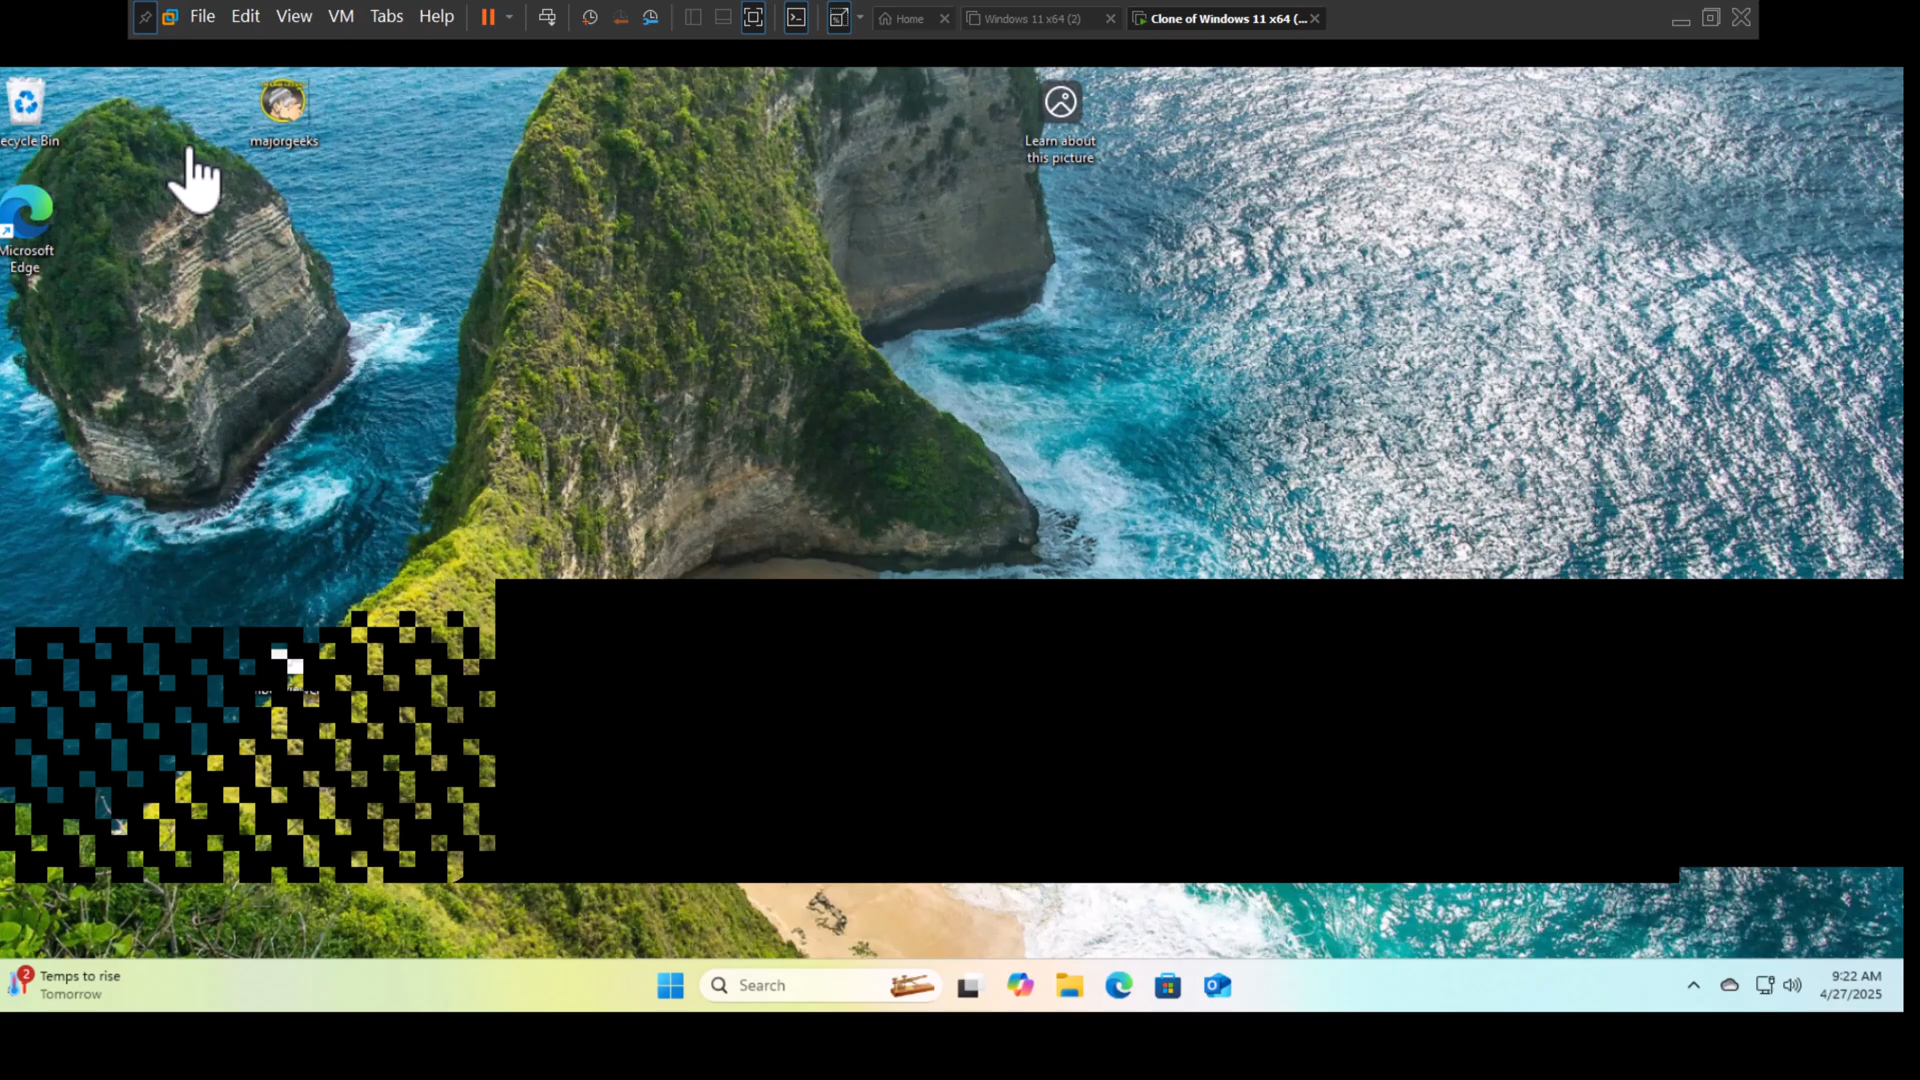 File Edit View VM Tabs Help Home Windows 11 x64 (2) Clone of Windows 11 x64 (...
ecycle Bin
majorgeeks
Learn about
this picture
Microsoft
Edge
2 Temps to rise
Tomorrow
Search
9:22 AM
4/27/2025